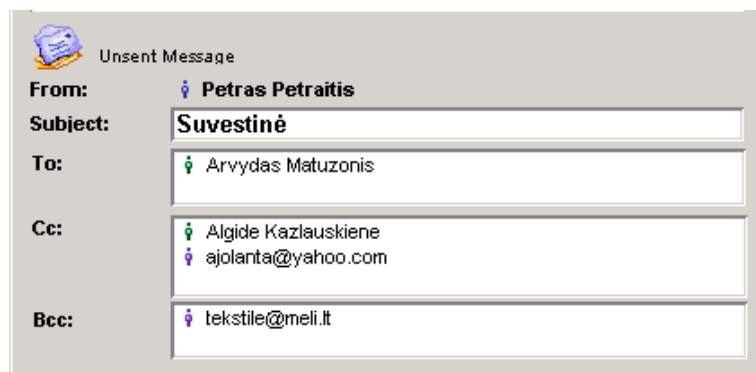 Unsent Message
From: Petras Petraitis
Subject: Suvestinė
To: Arvydas Matuzonis
Cc: Algide Kazlauskiene
ajolanta@yahoo.com
Bcc: tekstile@meli.lt